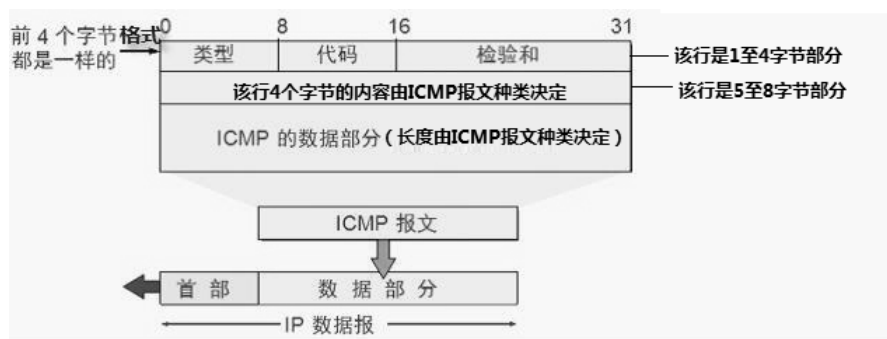 0 8 16 31
前 4 个字节格式
都是一样的
类型 代码 检验和
该行是1至4字节部分
该行4个字节的内容由ICMP报文种类决定
该行是5至8字节部分
ICMP 的数据部分(长度由ICMP报文种类决定)
ICMP 报文
首 部 数 据 部 分
IP 数据报